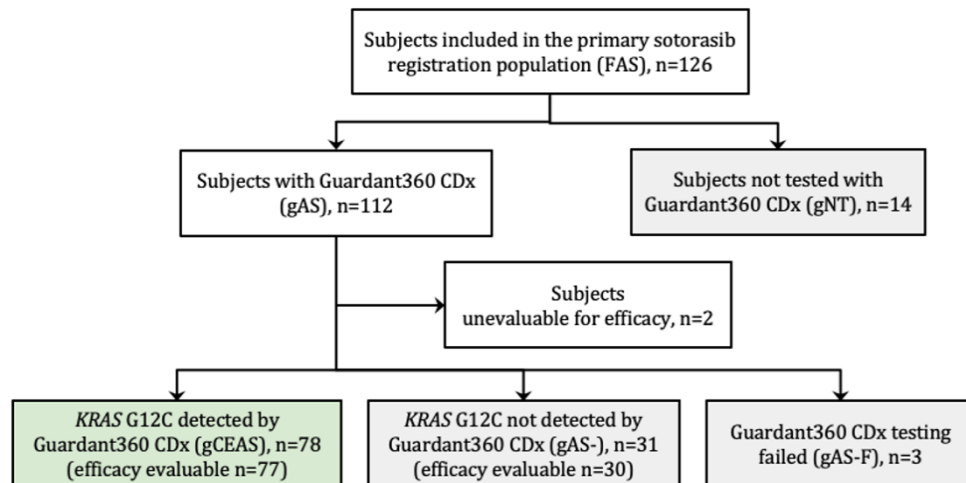 Subjects included in the primary sotorasib
registration population (FAS), n=126
Subjects with Guardant360 CDx
(gAS), n=112
Subjects not tested with
Guardant360 CDx (gNT), n=14
Subjects
unevaluable for efficacy, n=2
KRAS G12C detected by
Guardant360 CDx (gCEAS), n=78
(efficacy evaluable n=77)
KRAS G12C not detected by
Guardant360 CDx (gAS-), n=31
(efficacy evaluable n=30)
Guardant360 CDx testing
failed (gAS-F), n=3